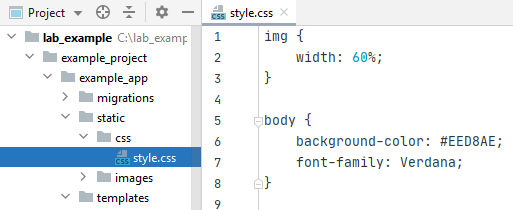 Project
lab_example C:\lab_examp
example_project
example_app
migrations
static
css
style.css
images
templates
style.css
1 img {
2 width: 60%;
3 }
4
5 body {
6 background-color: #EED8AE;
7 font-family: Verdana;
8 }
9